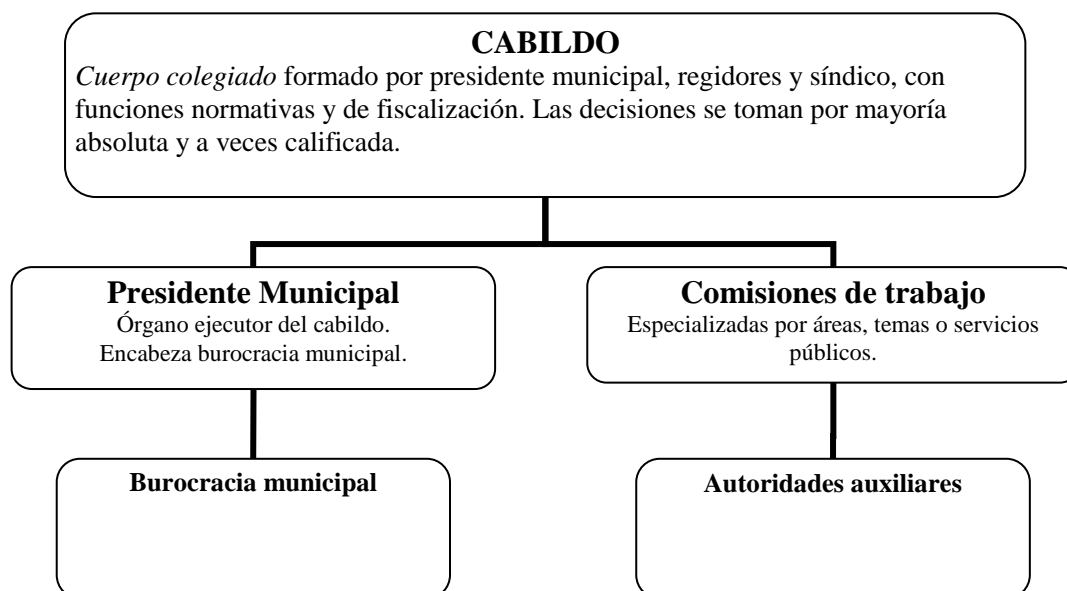 CABILDO
Cuerpo colegiado formado por presidente municipal, regidores y síndico, con
funciones normativas y de fiscalización. Las decisiones se toman por mayoría
absoluta y a veces calificada.
Presidente Municipal
Órgano ejecutor del cabildo.
Encabeza burocracia municipal.
Comisiones de trabajo
Especializadas por áreas, temas o servicios
públicos.
Burocracia municipal
Autoridades auxiliares